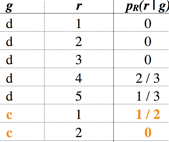 g r pR(r | g)
d 1 0
d 2 0
d 3 0
d 4 2 / 3
d 5 1 / 3
c 1 1 / 2
c 2 0